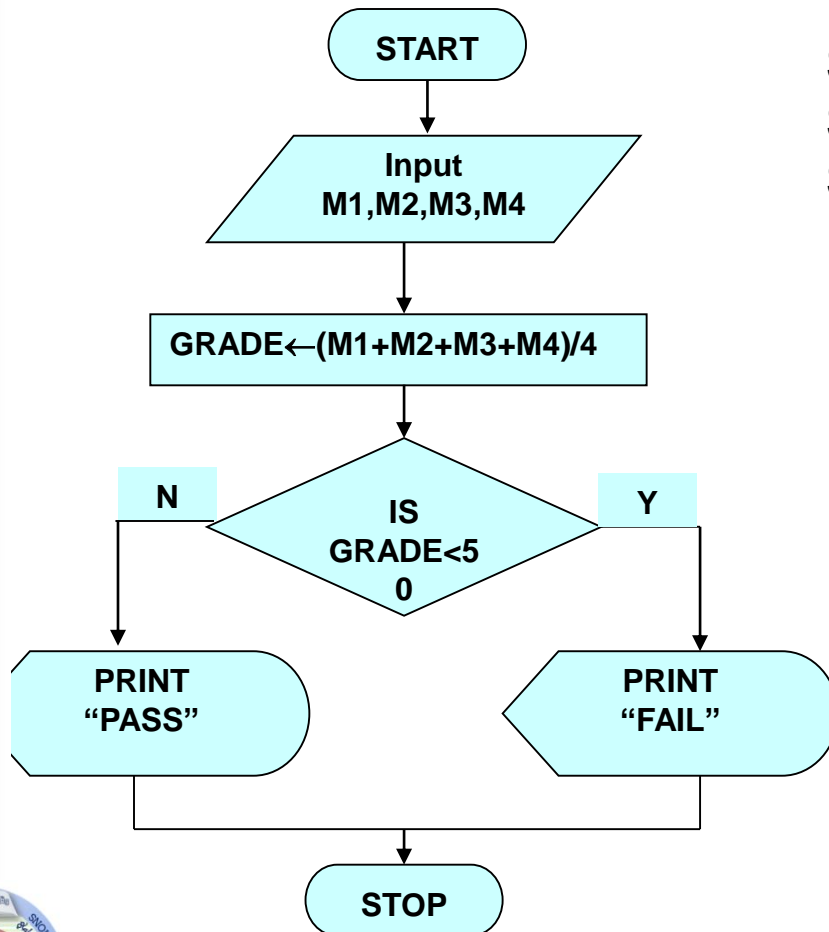 START
Input
M1,M2,M3,M4
GRADE←(M1+M2+M3+M4)/4
N
Y
IS
GRADE<5
0
PRINT
“PASS”
PRINT
“FAIL”
STOP